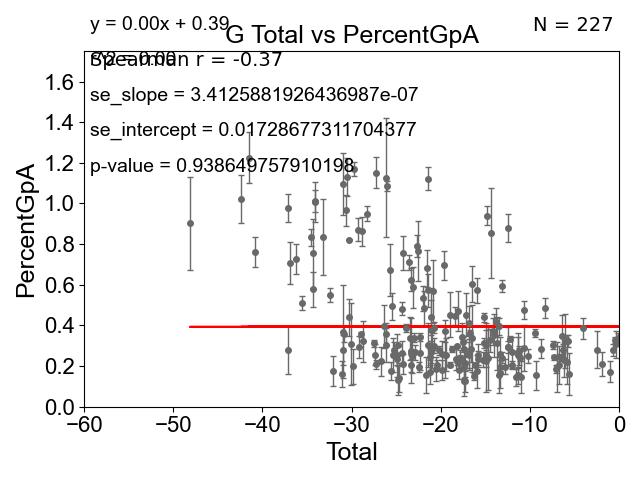 y = 0.00x + 0.39
N = 227
G Total vs PercentGpA
Spearman r = -0.37
se_slope = 3.4125881926436987e-07
se_intercept = 0.01728677311704377
p-value = 0.938649757910198
PercentGpA
1.6
1.4
1.2
1.0
0.8
0.6
0.4
0.2
0.0
−60
−50
−40
−30
−20
−10
0
Total